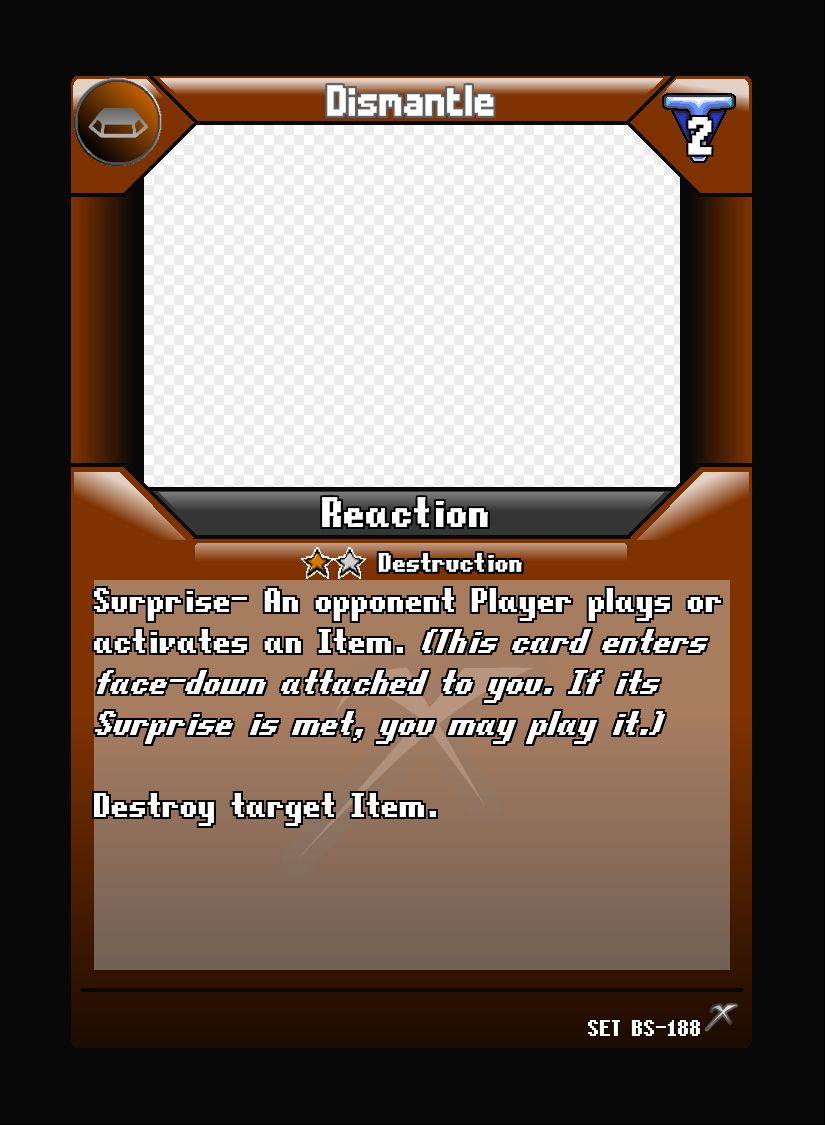 Dismantle
2
Reaction
Destruction
Surprise- An opponent Player plays or
activates an Item. (This card enters
face-down attached to you. If its
Surprise is met, you may play it.)
Destroy target Item.
SET BS-188